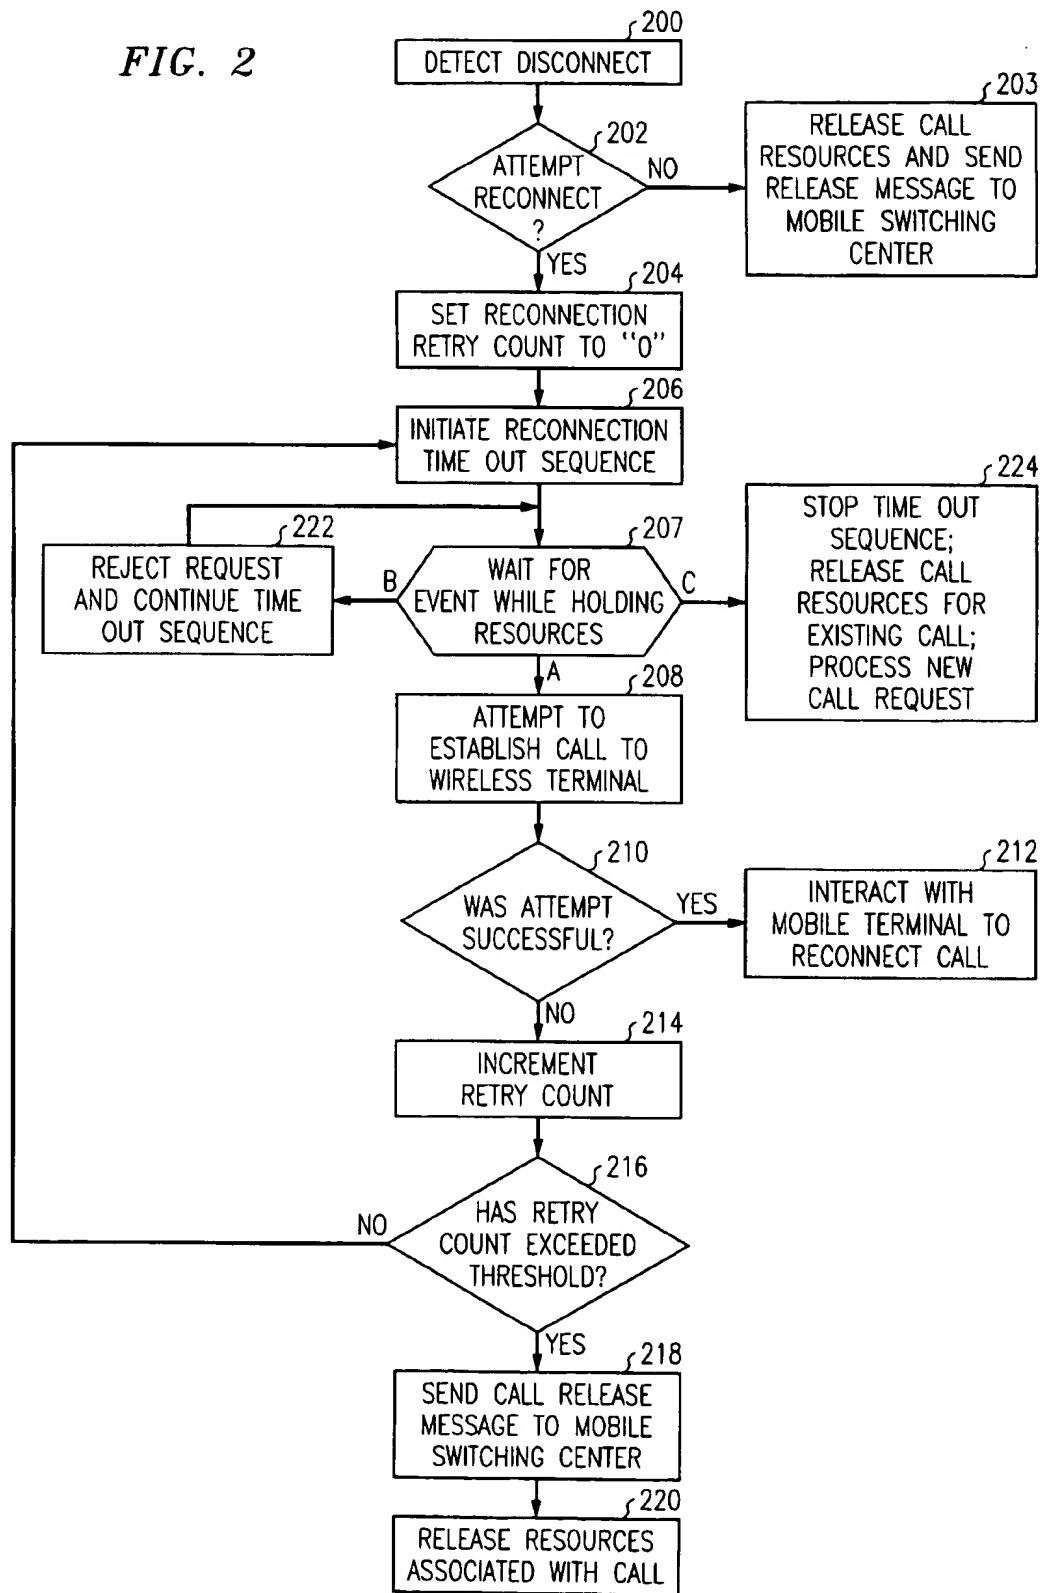 FIG. 2
200
DETECT DISCONNECT
202
ATTEMPT
RECONNECT
?
NO
203
RELEASE CALL
RESOURCES AND SEND
RELEASE MESSAGE TO
MOBILE SWITCHING
CENTER
YES
204
SET RECONNECTION
RETRY COUNT TO "0"
206
INITIATE RECONNECTION
TIME OUT SEQUENCE
222
REJECT REQUEST
AND CONTINUE TIME
OUT SEQUENCE
B
207
WAIT FOR
EVENT WHILE HOLDING
RESOURCES
C
224
STOP TIME OUT
SEQUENCE;
RELEASE CALL
RESOURCES FOR
EXISTING CALL;
PROCESS NEW
CALL REQUEST
A
208
ATTEMPT TO
ESTABLISH CALL TO
WIRELESS TERMINAL
210
WAS ATTEMPT
SUCCESSFUL?
YES
212
INTERACT WITH
MOBILE TERMINAL TO
RECONNECT CALL
NO
214
INCREMENT
RETRY COUNT
216
HAS RETRY
COUNT EXCEEDED
THRESHOLD?
NO
YES
218
SEND CALL RELEASE
MESSAGE TO MOBILE
SWITCHING CENTER
220
RELEASE RESOURCES
ASSOCIATED WITH CALL